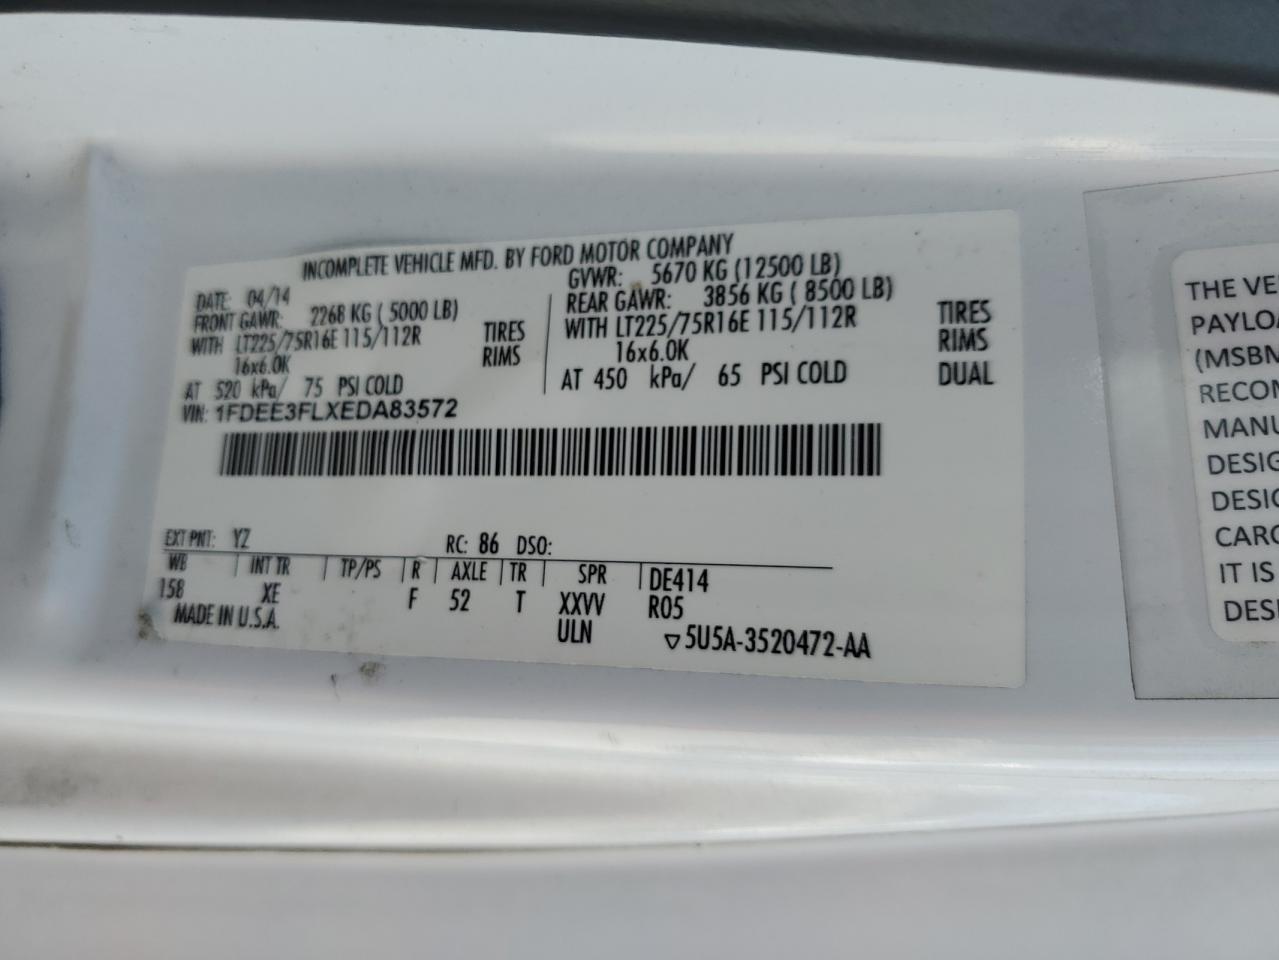 INCOMPLETE VEHICLE MFD. BY FORD MOTOR COMPANY
DATE: 04/14 GVWR: 5670 KG (12500 LB)
FRONT GAWR: 2268 KG ( 5000 LB) REAR GAWR: 3856 KG ( 8500 LB)
WITH LT225/75R16E 115/112R TIRES WITH LT225/75R16E 115/112R TIRES
16x6.0K RIMS 16x6.0K RIMS
AT 520 kPa/ 75 PSI COLD AT 450 kPa/ 65 PSI COLD DUAL
VIN: 1FDEE3FLXEDA83572
EXT PNT: YZ RC: 86 DSO:
WB INT TR TP/PS R AXLE TR SPR DE414
158 XE F 52 T XXVV R05
MADE IN U.S.A. ULN ▽5U5A-3520472-AA
THE VE
PAYLOA
(MSBM
RECOM
MANU
DESIG
DESIG
CARG
IT IS
DESI